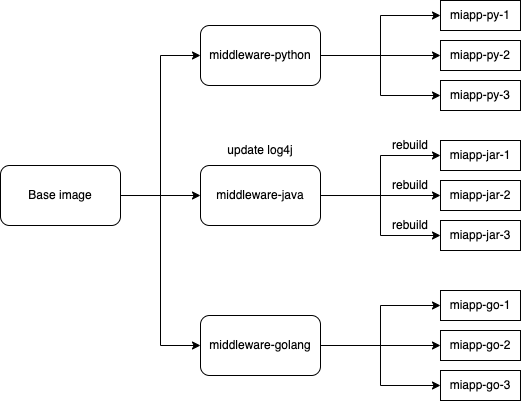 miapp-py-1
middleware-python
miapp-py-2
miapp-py-3
update log4j
rebuild
miapp-jar-1
Base image
middleware-java
rebuild
miapp-jar-2
rebuild
miapp-jar-3
miapp-go-1
middleware-golang
miapp-go-2
miapp-go-3